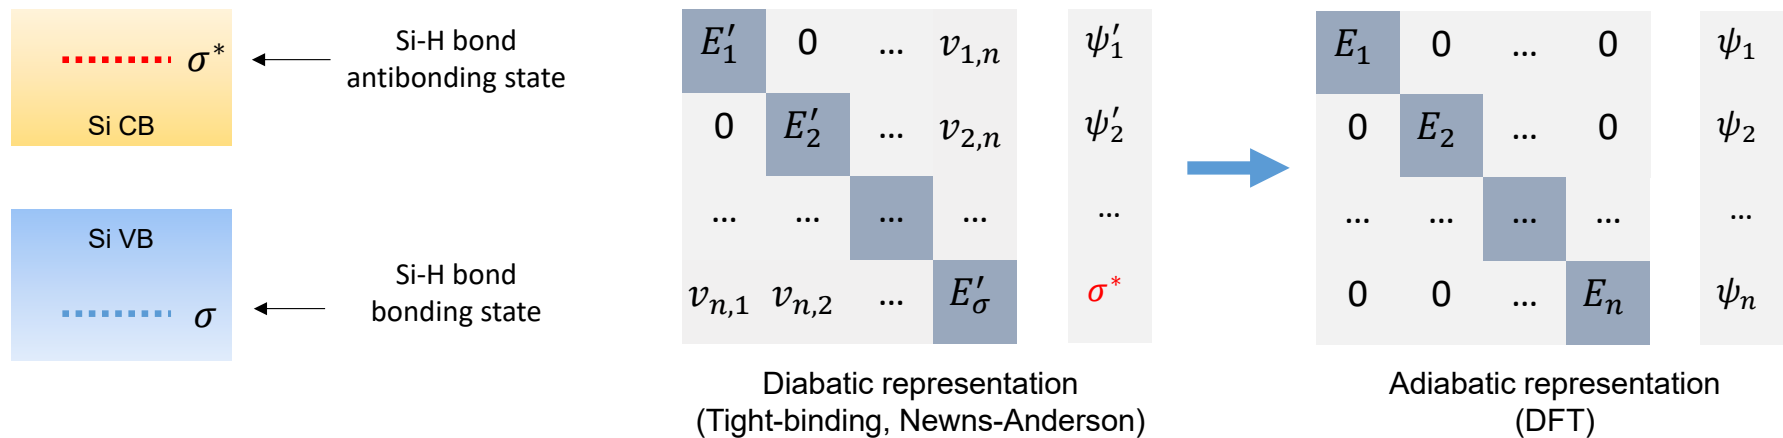 σ*
Si CB
Si VB
σ
Si-H bond
antibonding state
Si-H bond
bonding state
E′₁ 0 ... v₁,ₙ ψ′₁
0 E′₂ ... v₂,ₙ ψ′₂
... ... ... ... ...
vₙ,₁ vₙ,₂ ... E′σ σ*
Diabatic representation
(Tight-binding, Newns-Anderson)
E₁ 0 ... 0 ψ₁
0 E₂ ... 0 ψ₂
... ... ... ... ...
0 0 ... Eₙ ψₙ
Adiabatic representation
(DFT)